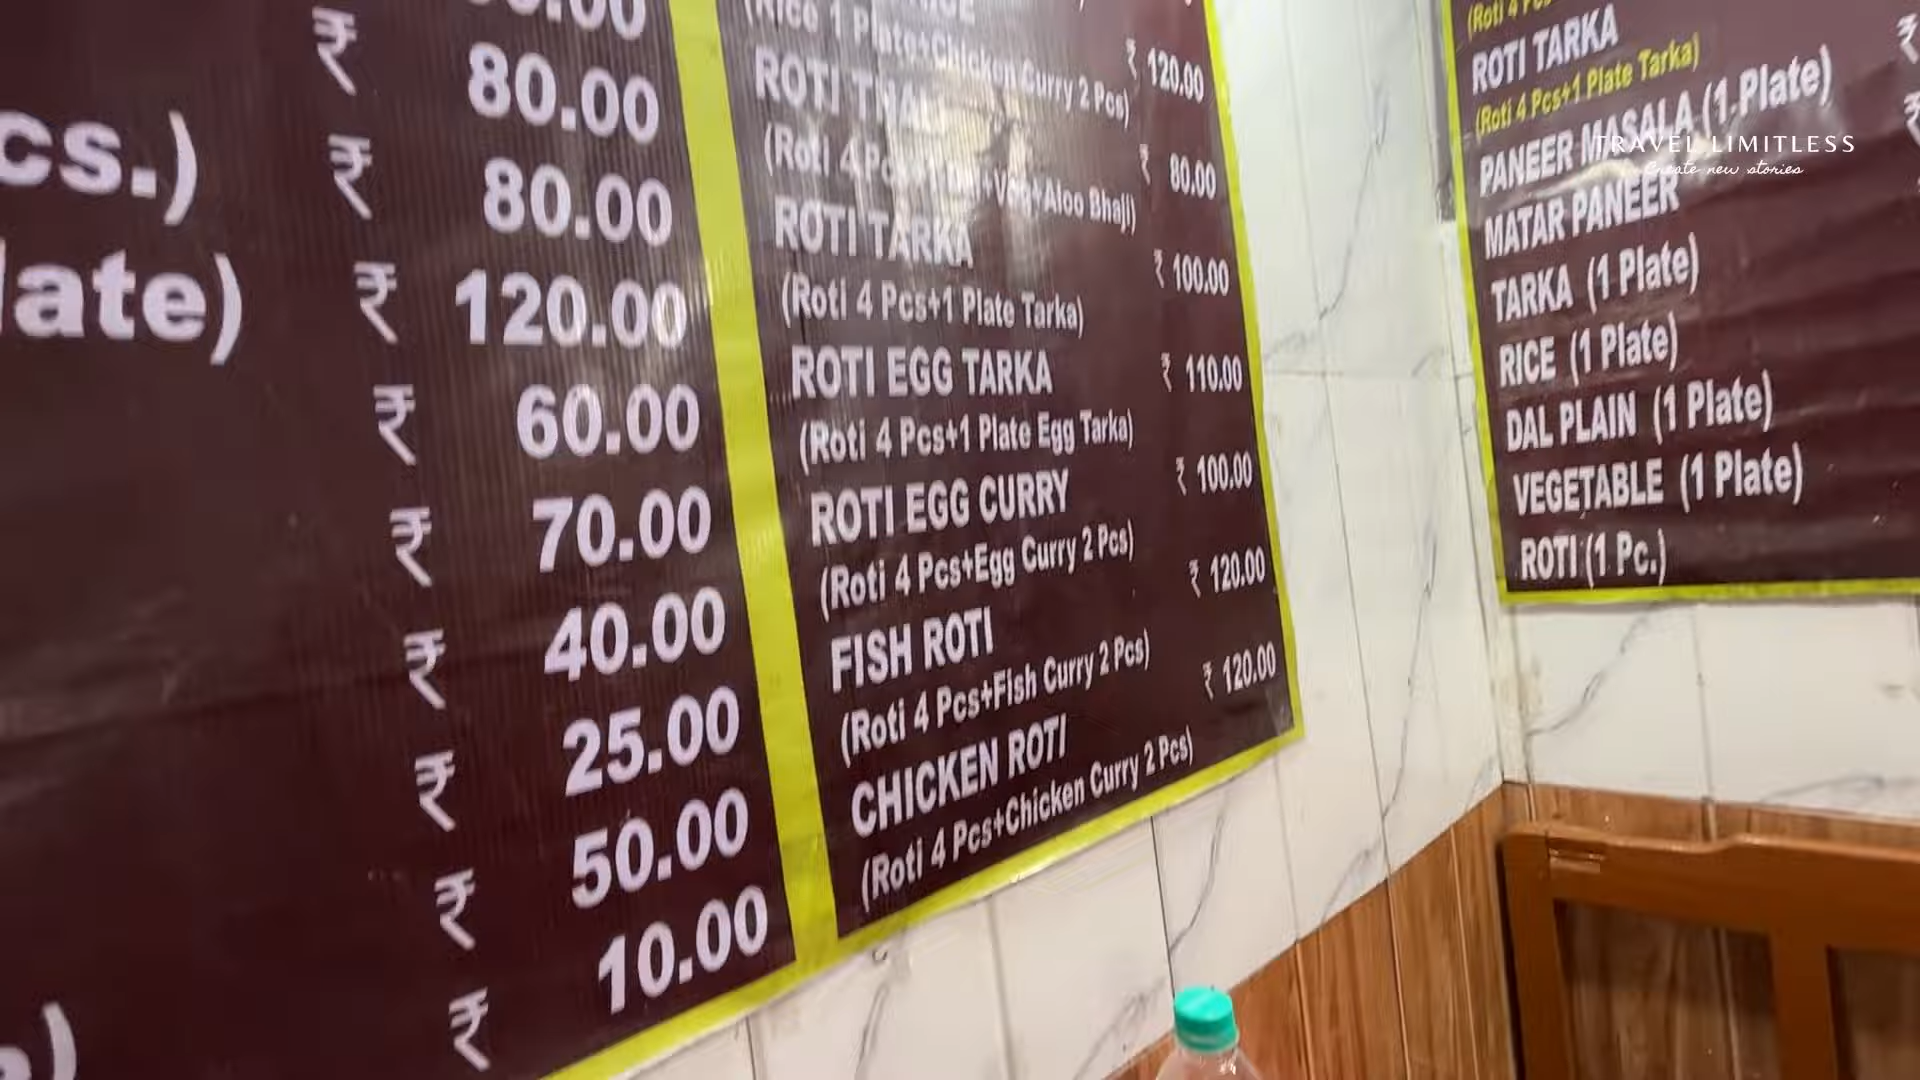 cs.)
late)
₹ 80.00
₹ 80.00
₹ 120.00
₹ 60.00
₹ 70.00
₹ 40.00
₹ 25.00
₹ 50.00
₹ 10.00
(Rice 1 Plate+Chicken Curry 2 Pcs)
₹ 120.00
ROTI
(Roti 4 Aloo Bhaji)
₹ 80.00
ROTI TARKA
(Roti 4 Pcs+1 Plate Tarka)
₹ 100.00
ROTI EGG TARKA
(Roti 4 Pcs+1 Plate Egg Tarka)
₹ 110.00
ROTI EGG CURRY
(Roti 4 Pcs+Egg Curry 2 Pcs)
₹ 100.00
FISH ROTI
(Roti 4 Pcs+Fish Curry 2 Pcs)
₹ 120.00
CHICKEN ROTI
(Roti 4 Pcs+Chicken Curry 2 Pcs)
₹ 120.00
ROTI TARKA
(Roti 4 Pcs+1 Plate Tarka)
PANEER MASALA (1 Plate)
MATAR PANEER
TARKA (1 Plate)
RICE (1 Plate)
DAL PLAIN (1 Plate)
VEGETABLE (1 Plate)
ROTI (1 Pc.)
TRAVEL LIMITLESS
Create new stories